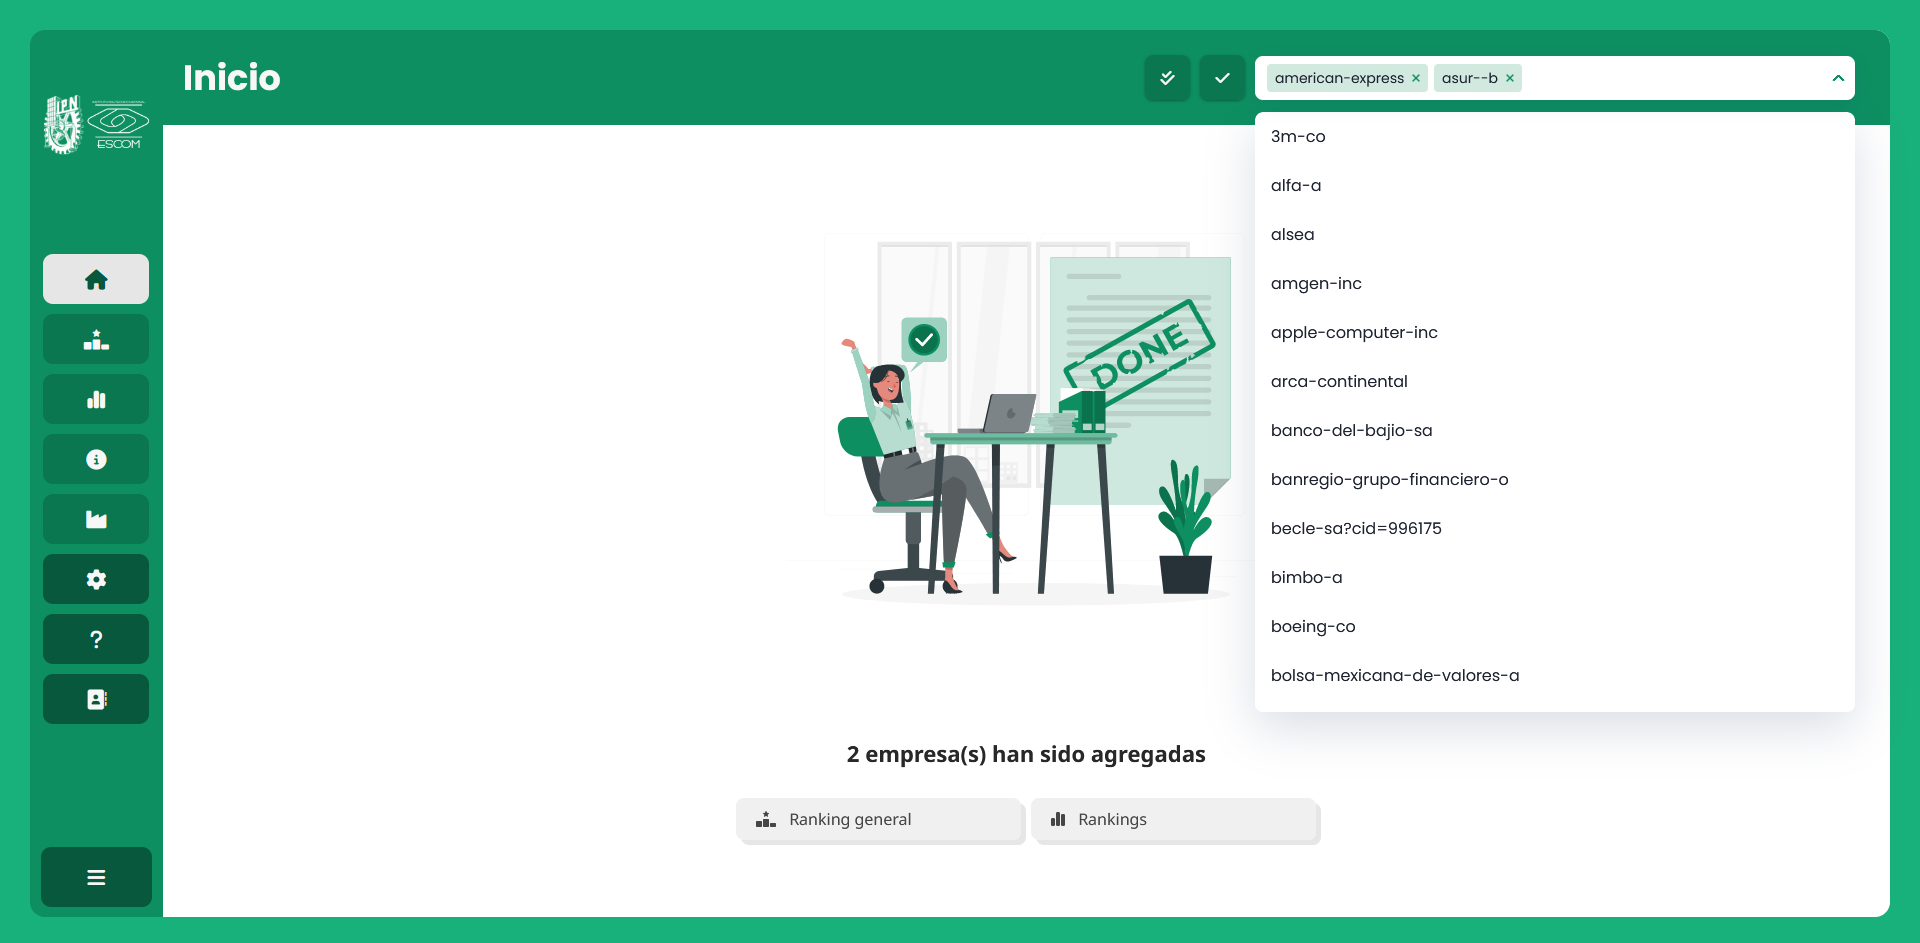 Inicio
american-express ×
asur--b ×
IPN
ESCOM
3m-co
alfa-a
alsea
amgen-inc
apple-computer-inc
arca-continental
banco-del-bajio-sa
banregio-grupo-financiero-o
becle-sa?cid=996175
bimbo-a
boeing-co
bolsa-mexicana-de-valores-a
DONE
2 empresa(s) han sido agregadas
Ranking general
Rankings